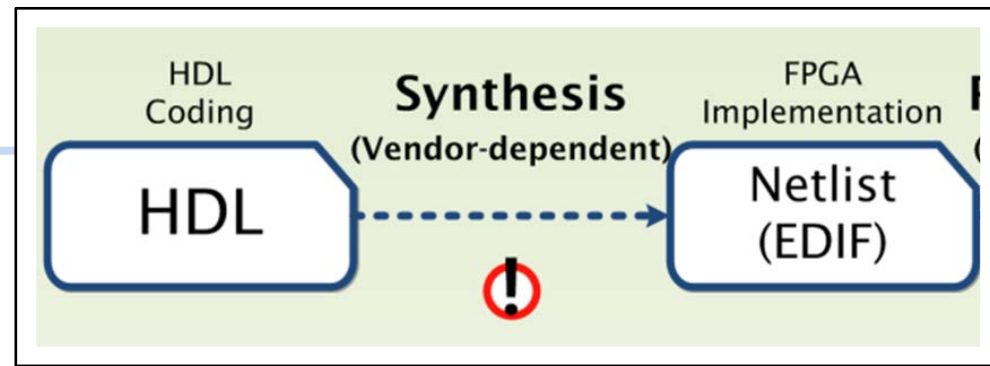 HDL
Coding
HDL
Synthesis
(Vendor-dependent)
!
FPGA
Implementation
Netlist
(EDIF)